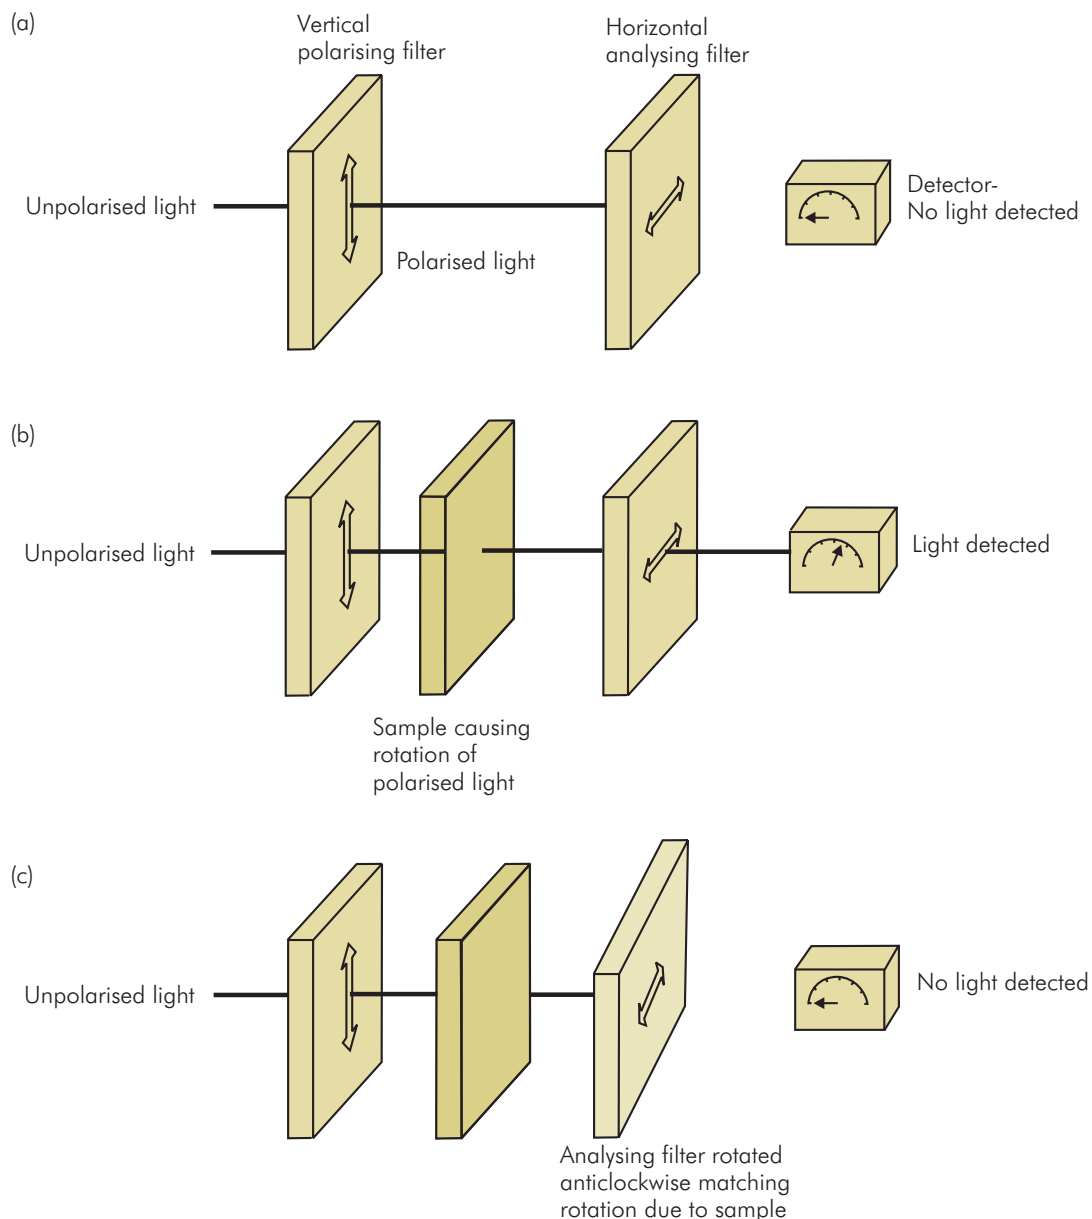 (a)
Vertical
polarising filter
Horizontal
analysing filter
Unpolarised light
Polarised light
Detector-
No light detected
(b)
Unpolarised light
Light detected
Sample causing
rotation of
polarised light
(c)
Unpolarised light
No light detected
Analysing filter rotated
anticlockwise matching
rotation due to sample